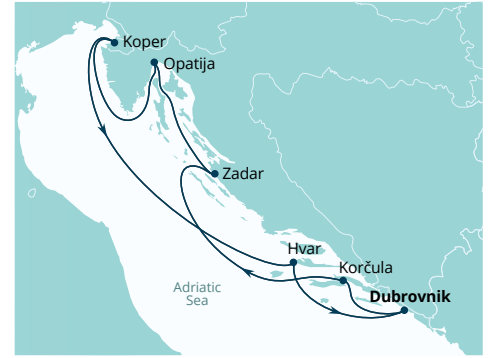 Koper
Opatija
Zadar
Hvar
Korčula
Dubrovnik
Adriatic
Sea